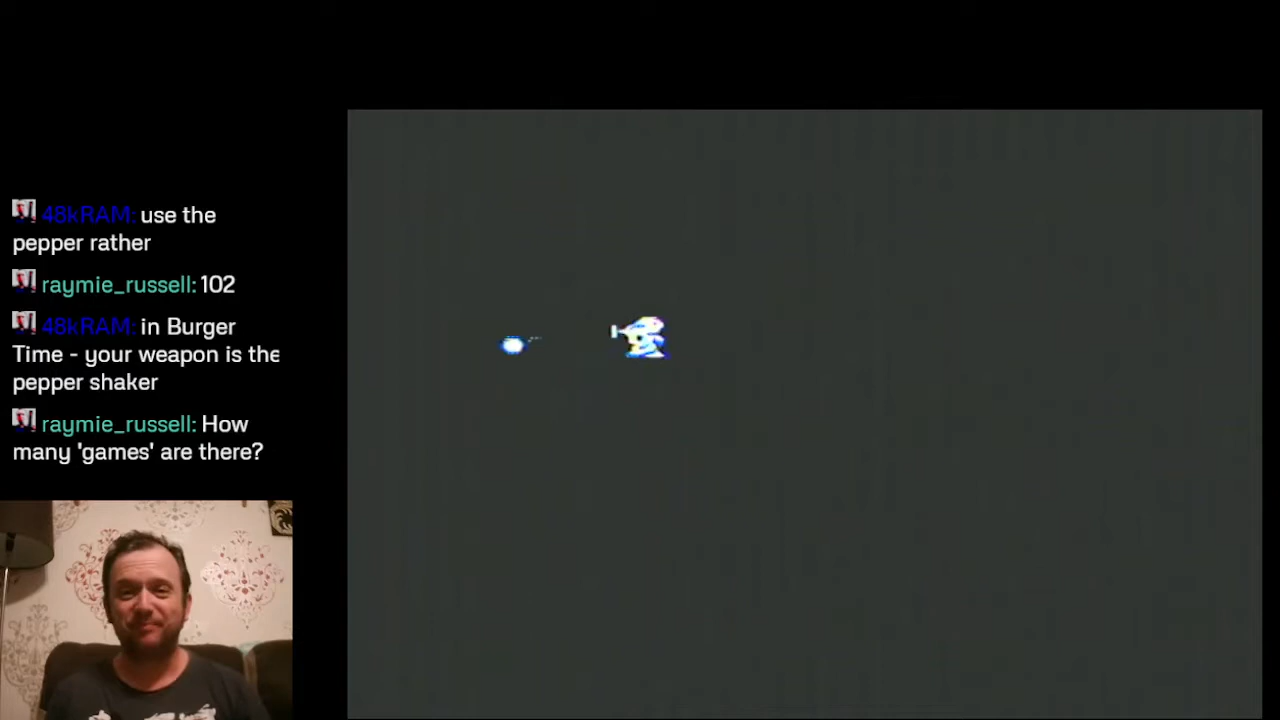 48kRAM: use the
pepper rather
raymie_russell: 102
48kRAM: in Burger
Time - your weapon is the
pepper shaker
raymie_russell: How
many 'games' are there?